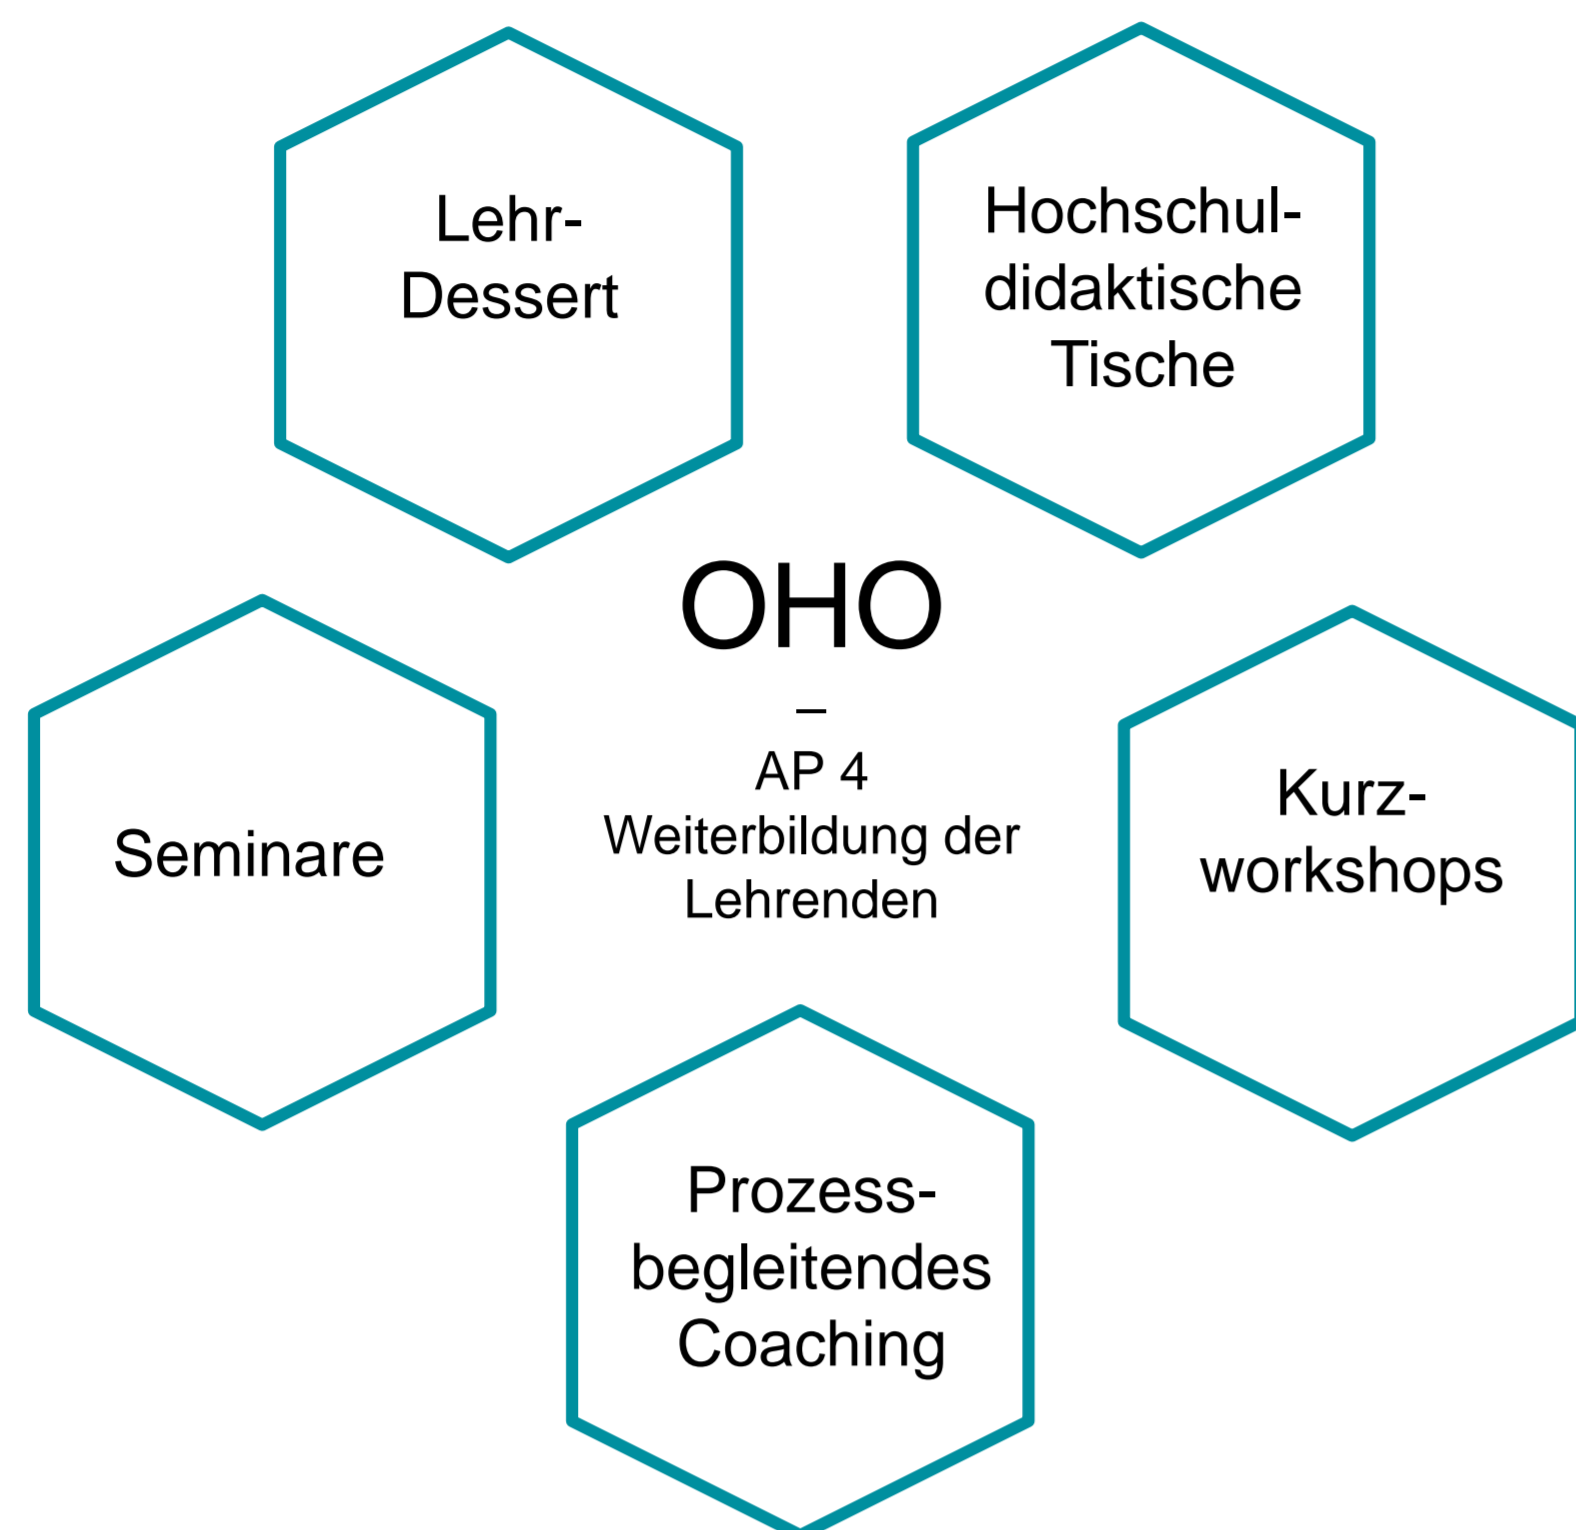 Lehr-
Dessert
Hochschul-
didaktische
Tische
OHO
–
AP 4
Weiterbildung der
Lehrenden
Seminare
Kurz-
workshops
Prozess-
begleitendes
Coaching